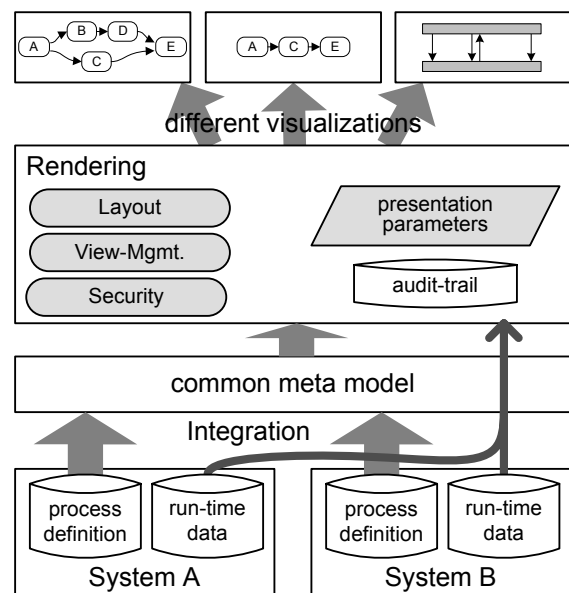 A B D C E
A C E
different visualizations
Rendering
Layout
View-Mgmt.
Security
presentation
parameters
audit-trail
common meta model
Integration
process
definition
run-time
data
System A
process
definition
run-time
data
System B